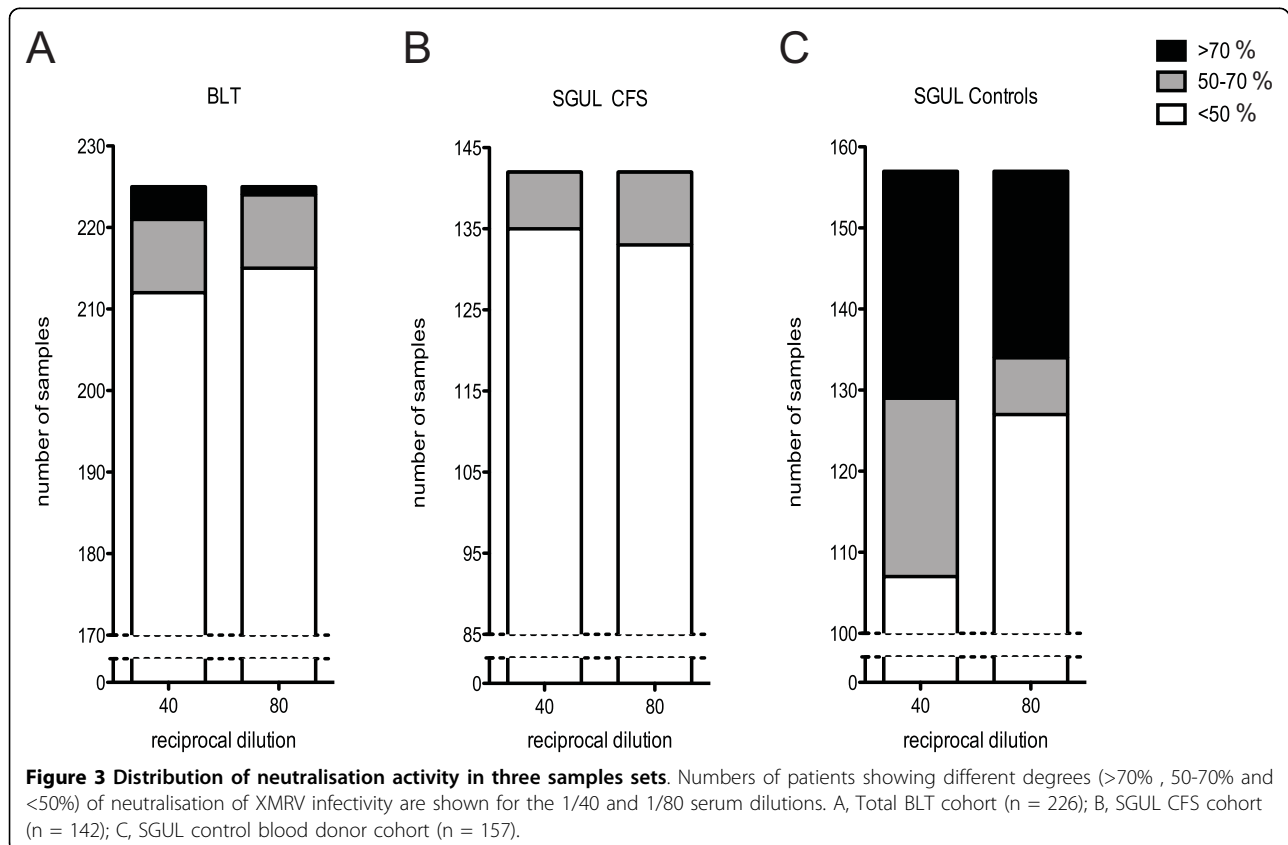 A
B
C
>70 %
50-70 %
<50 %
BLT
SGUL CFS
SGUL Controls
230
220
210
200
190
180
170
0
number of samples
40
80
reciprocal dilution
145
135
125
115
105
95
85
0
number of samples
40
80
reciprocal dilution
160
150
140
130
120
110
100
0
number of samples
40
80
reciprocal dilution
Figure 3 Distribution of neutralisation activity in three samples sets. Numbers of patients showing different degrees (>70% , 50-70% and
<50%) of neutralisation of XMRV infectivity are shown for the 1/40 and 1/80 serum dilutions. A, Total BLT cohort (n = 226); B, SGUL CFS cohort
(n = 142); C, SGUL control blood donor cohort (n = 157).